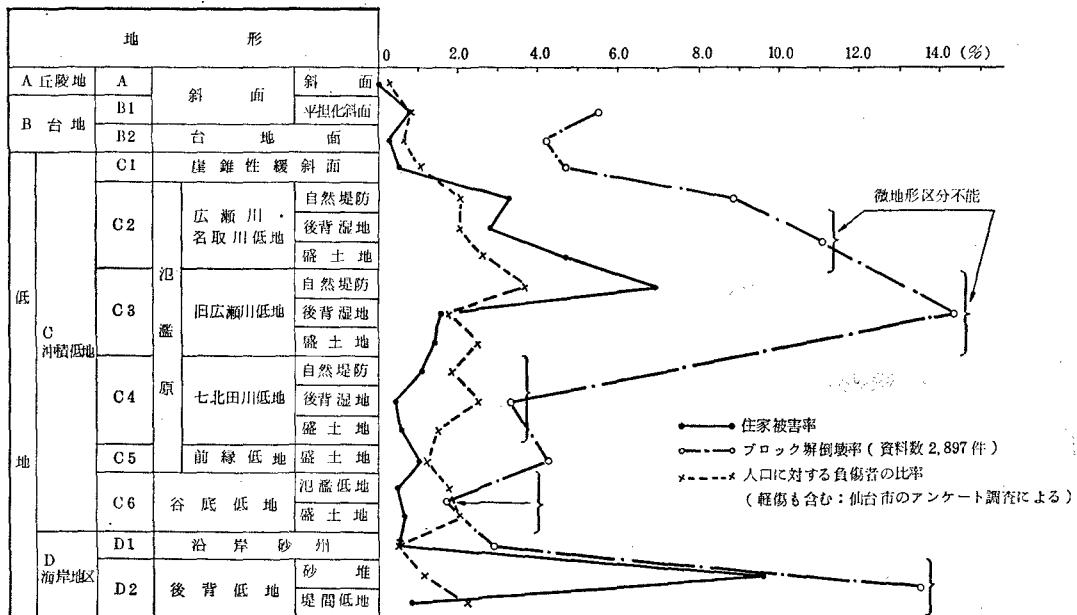 地形
0 2.0 4.0 6.0 8.0 10.0 12.0 14.0 (%)
A 丘陵地 A 斜面 斜面
B 台地 B1 平担化斜面
B2 台地面
低地
C 沖積低地
C1 崖錐性緩斜面
氾濫原
C2 広瀬川・名取川低地 自然堤防
後背湿地
盛土地
C3 旧広瀬川低地 自然堤防
後背湿地
盛土地
C4 七北田川低地 自然堤防
後背湿地
盛土地
C5 前縁低地 盛土地
C6 谷底低地 氾濫低地
盛土地
D 海岸地区
D1 沿岸砂州
D2 後背低地 砂堆
堤間低地
微地形区分不能
住家被害率
ブロック塀倒壊率(資料数2,897件)
人口に対する負傷者の比率
(軽傷も含む:仙台市のアンケート調査による)